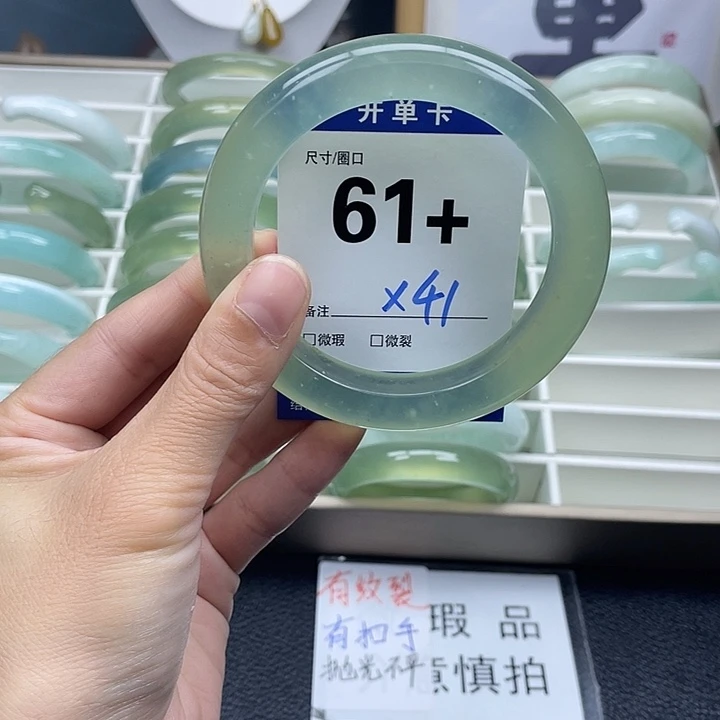 开单卡
尺寸/圈口
61+
备注 x41
□微瑕 □微裂
有纹裂
有扣手
抛光不
瑕品
慎拍